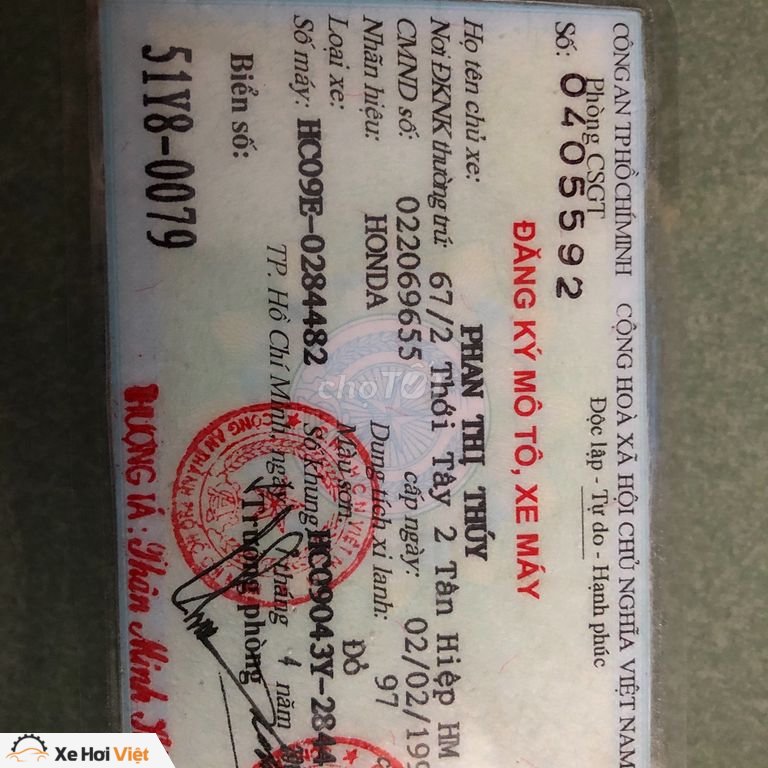 CÔNG AN TP HỒ CHÍ MINH CỘNG HOÀ XÃ HỘI CHỦ NGHĨA VIỆT NAM
Phòng CSGT Độc lập - Tự do - Hạnh phúc
Số: 0405592
ĐĂNG KÝ MÔ TÔ, XE MÁY
Họ tên chủ xe: PHAN THỊ THÚY
Nơi ĐKNK thường trú: 67/2 Thới Tây 2 Tân Hiệp HM
CMND số: 022069655 cấp ngày: 02/02/199
Nhãn hiệu: HONDA Dung tích xi lanh: 97
Loại xe: Màu sơn: Đỏ
Số máy: HC09E-0284482 Số khung: HC09043Y-2844
TP. Hồ Chí Minh, ngày tháng 4 năm
Biển số: Trưởng phòng
51Y8-0079
THƯỢNG TÁ:
choTỐT
Xe Hơi Việt